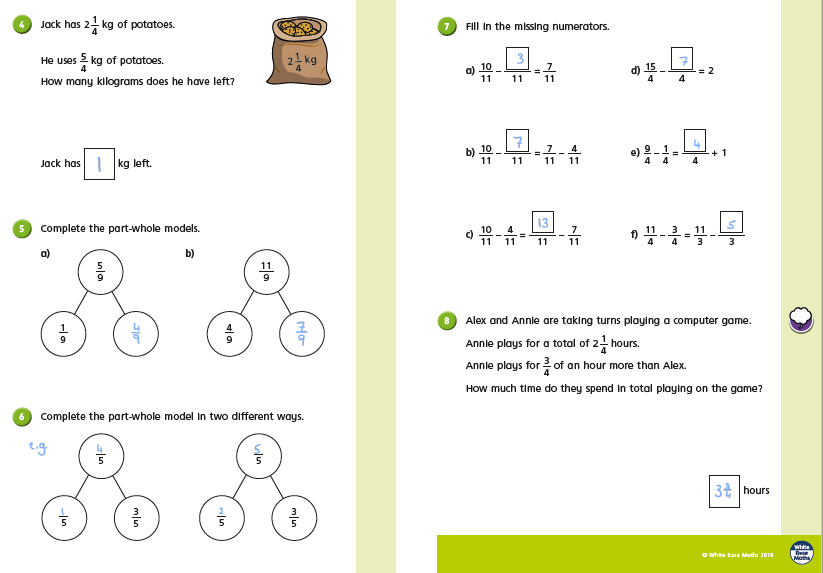 4 Jack has 2 1/4 kg of potatoes.
He uses 5/4 kg of potatoes.
How many kilograms does he have left?
2 1/4 kg
Jack has 1 kg left.
5 Complete the part-whole models.
a) b)
5/9 11/9
1/9 4/9 4/9 7/9
6 Complete the part-whole model in two different ways.
e.g
4/5 5/5
1/5 3/5 2/5 3/5
7 Fill in the missing numerators.
a) 10/11 - 3/11 = 7/11
d) 15/4 - 7/4 = 2
b) 10/11 - 7/11 = 7/11 - 4/11
e) 9/4 - 1/4 = 4/4 + 1
c) 10/11 - 4/11 = 13/11 - 7/11
f) 11/4 - 3/4 = 11/3 - 5/3
8 Alex and Annie are taking turns playing a computer game.
Annie plays for a total of 2 1/4 hours.
Annie plays for 3/4 of an hour more than Alex.
How much time do they spend in total playing on the game?
3 3/4 hours
© White Rose Maths 2019
White
Rose
Maths